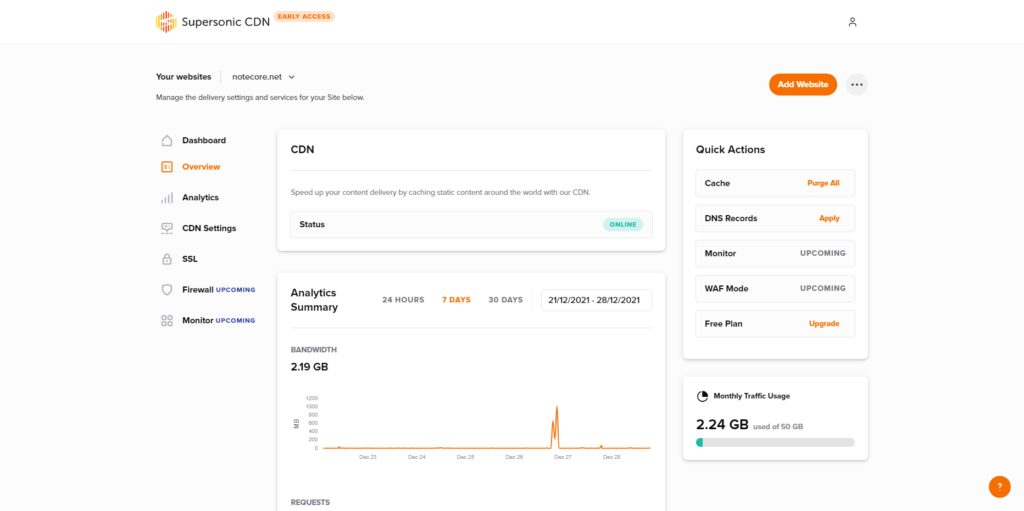 Supersonic CDN EARLY ACCESS
Your websites notecore.net
Manage the delivery settings and services for your Site below.
Add Website
Dashboard
Overview
Analytics
CDN Settings
SSL
Firewall UPCOMING
Monitor UPCOMING
CDN
Speed up your content delivery by caching static content around the world with our CDN.
Status ONLINE
Analytics
Summary
24 HOURS 7 DAYS 30 DAYS 21/12/2021 - 28/12/2021
BANDWIDTH
2.19 GB
MB
1200
1000
800
600
400
200
0
Dec 23 Dec 24 Dec 25 Dec 26 Dec 27 Dec 28
REQUESTS
Quick Actions
Cache Purge All
DNS Records Apply
Monitor UPCOMING
WAF Mode UPCOMING
Free Plan Upgrade
Monthly Traffic Usage
2.24 GB used of 50 GB
?